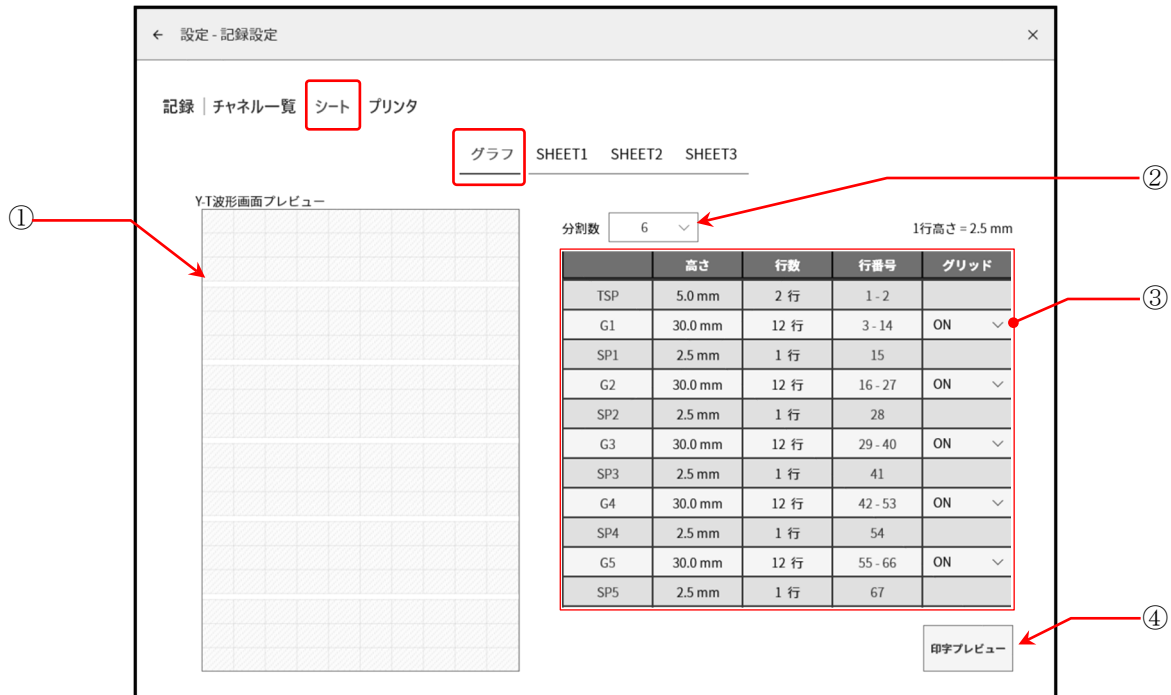 ← 設定 - 記録設定 ×
記録 | チャネル一覧 シート プリンタ
グラフ SHEET1 SHEET2 SHEET3
②
Y-T波形画面プレビュー
①
分割数 6 1行高さ = 2.5 mm
高さ 行数 行番号 グリッド
TSP 5.0 mm 2 行 1 - 2
③
G1 30.0 mm 12 行 3 - 14 ON
SP1 2.5 mm 1 行 15
G2 30.0 mm 12 行 16 - 27 ON
SP2 2.5 mm 1 行 28
G3 30.0 mm 12 行 29 - 40 ON
SP3 2.5 mm 1 行 41
G4 30.0 mm 12 行 42 - 53 ON
SP4 2.5 mm 1 行 54
G5 30.0 mm 12 行 55 - 66 ON
SP5 2.5 mm 1 行 67
④
印字プレビュー